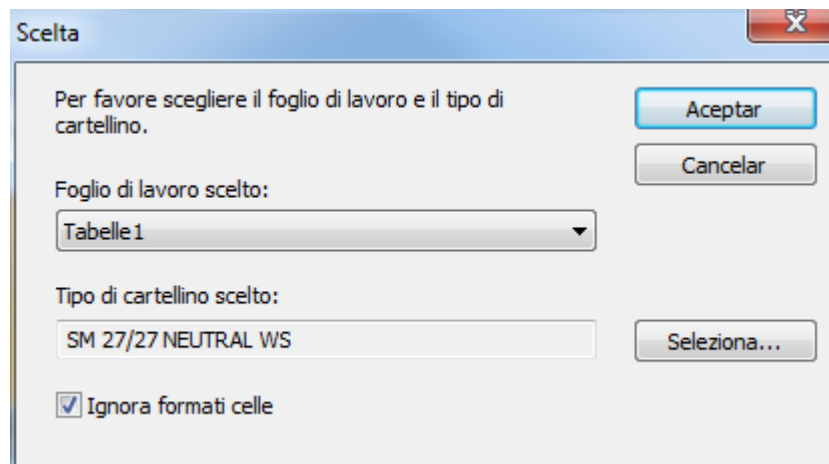 Scelta
Per favore scegliere il foglio di lavoro e il tipo di
cartellino.
Aceptar
Cancelar
Foglio di lavoro scelto:
Tabelle1
Tipo di cartellino scelto:
SM 27/27 NEUTRAL WS
Seleziona...
Ignora formati celle